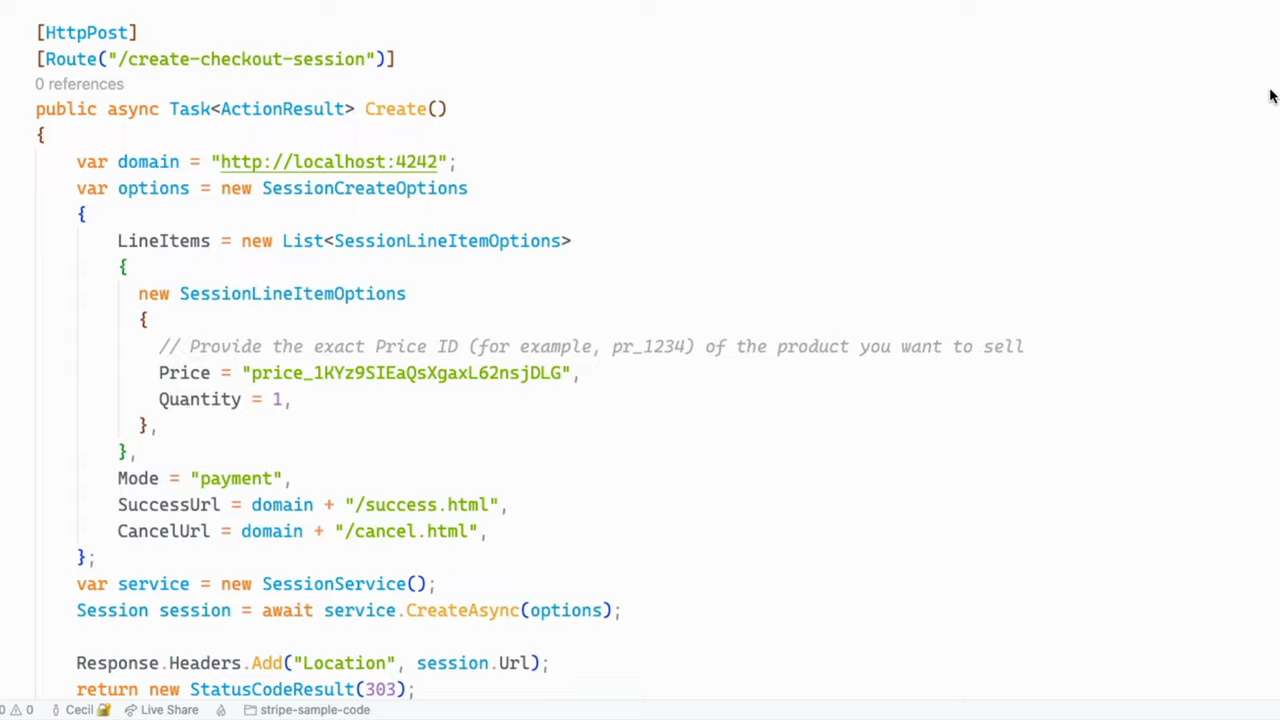 [HttpPost]
[Route("/create-checkout-session")]
0 references
public async Task<ActionResult> Create()
{
    var domain = "http://localhost:4242";
    var options = new SessionCreateOptions
    {
        LineItems = new List<SessionLineItemOptions>
        {
          new SessionLineItemOptions
          {
            // Provide the exact Price ID (for example, pr_1234) of the product you want to sell
            Price = "price_1KYz9SIEaQsXgaxL62nsjDLG",
            Quantity = 1,
          },
        },
        Mode = "payment",
        SuccessUrl = domain + "/success.html",
        CancelUrl = domain + "/cancel.html",
    };
    var service = new SessionService();
    Session session = await service.CreateAsync(options);

    Response.Headers.Add("Location", session.Url);
    return new StatusCodeResult(303);
0 0 Cecil Live Share stripe-sample-code